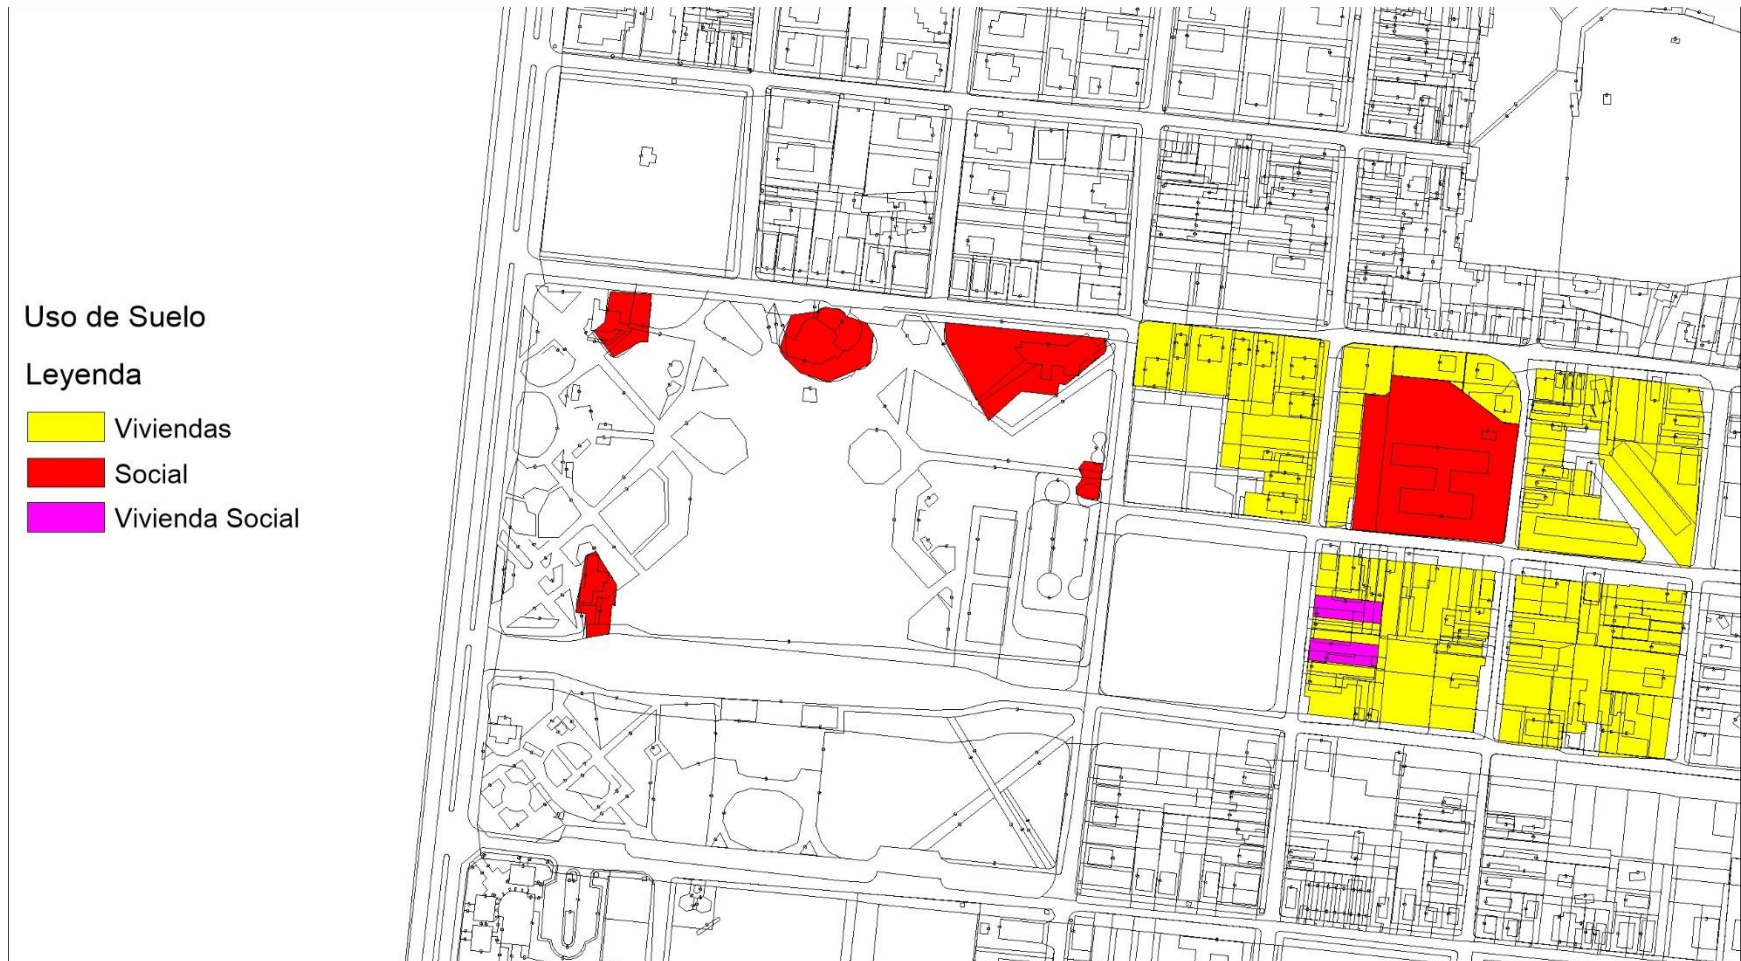 Uso de Suelo
Leyenda
Viviendas
Social
Vivienda Social